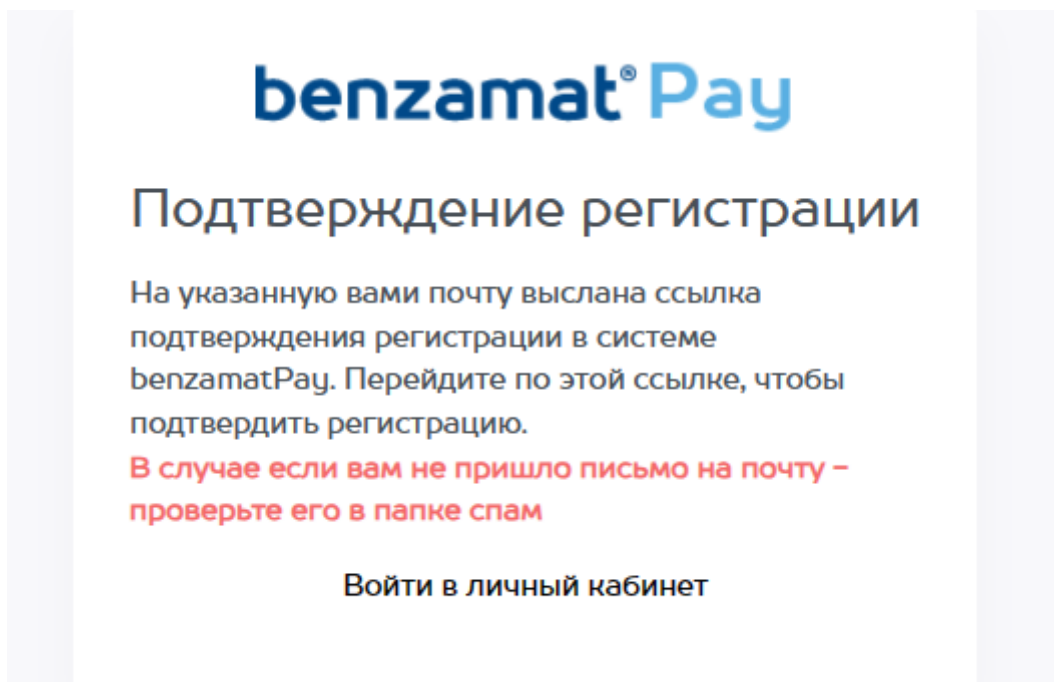 benzamat® Pay
Подтверждение регистрации
На указанную вами почту выслана ссылка
подтверждения регистрации в системе
benzamatPay. Перейдите по этой ссылке, чтобы
подтвердить регистрацию.
В случае если вам не пришло письмо на почту –
проверьте его в папке спам
Войти в личный кабинет